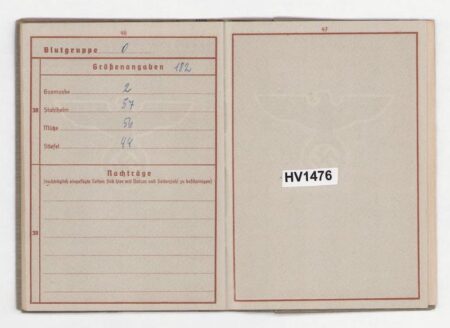 46
Blutgruppe 0
Größenangaben 182
38
Gasmaske 2
Stahlhelm 57
Mütze 56
Stiefel 44
Nachträge
39
47
HV1476